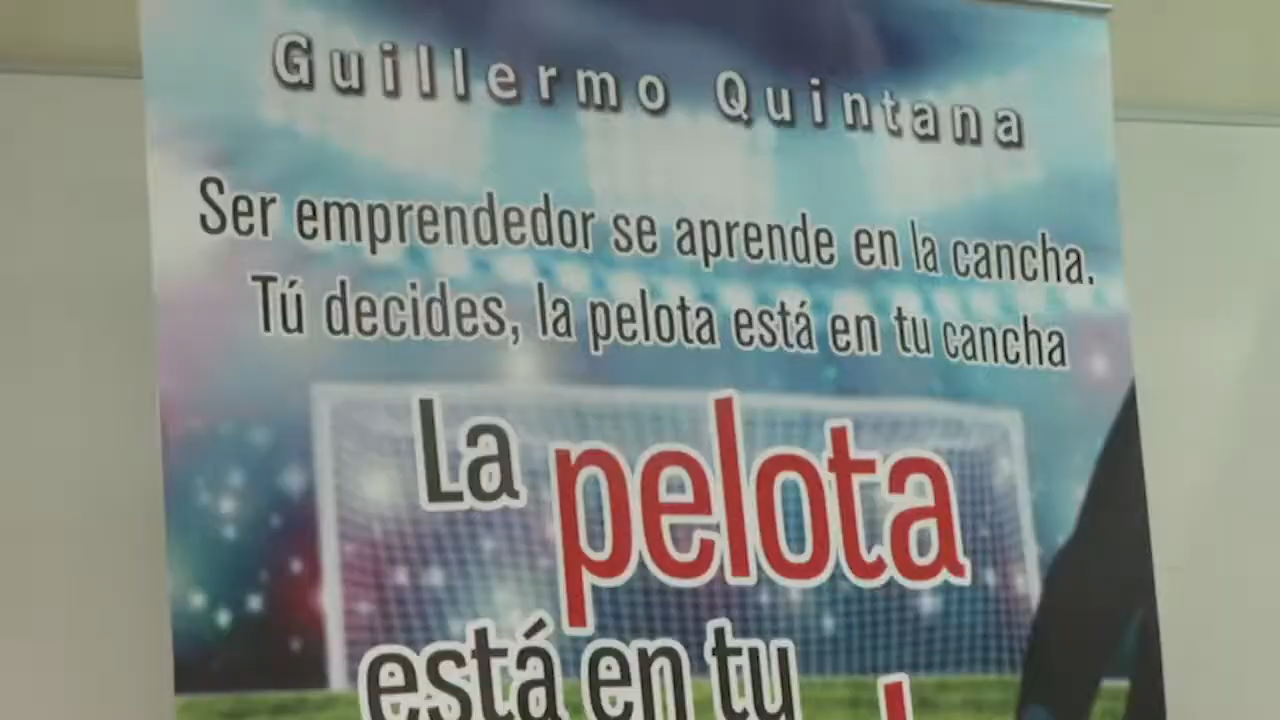 Guillermo Quintana
Ser emprendedor se aprende en la cancha.
Tú decides, la pelota está en tu cancha
La pelota
está en tu